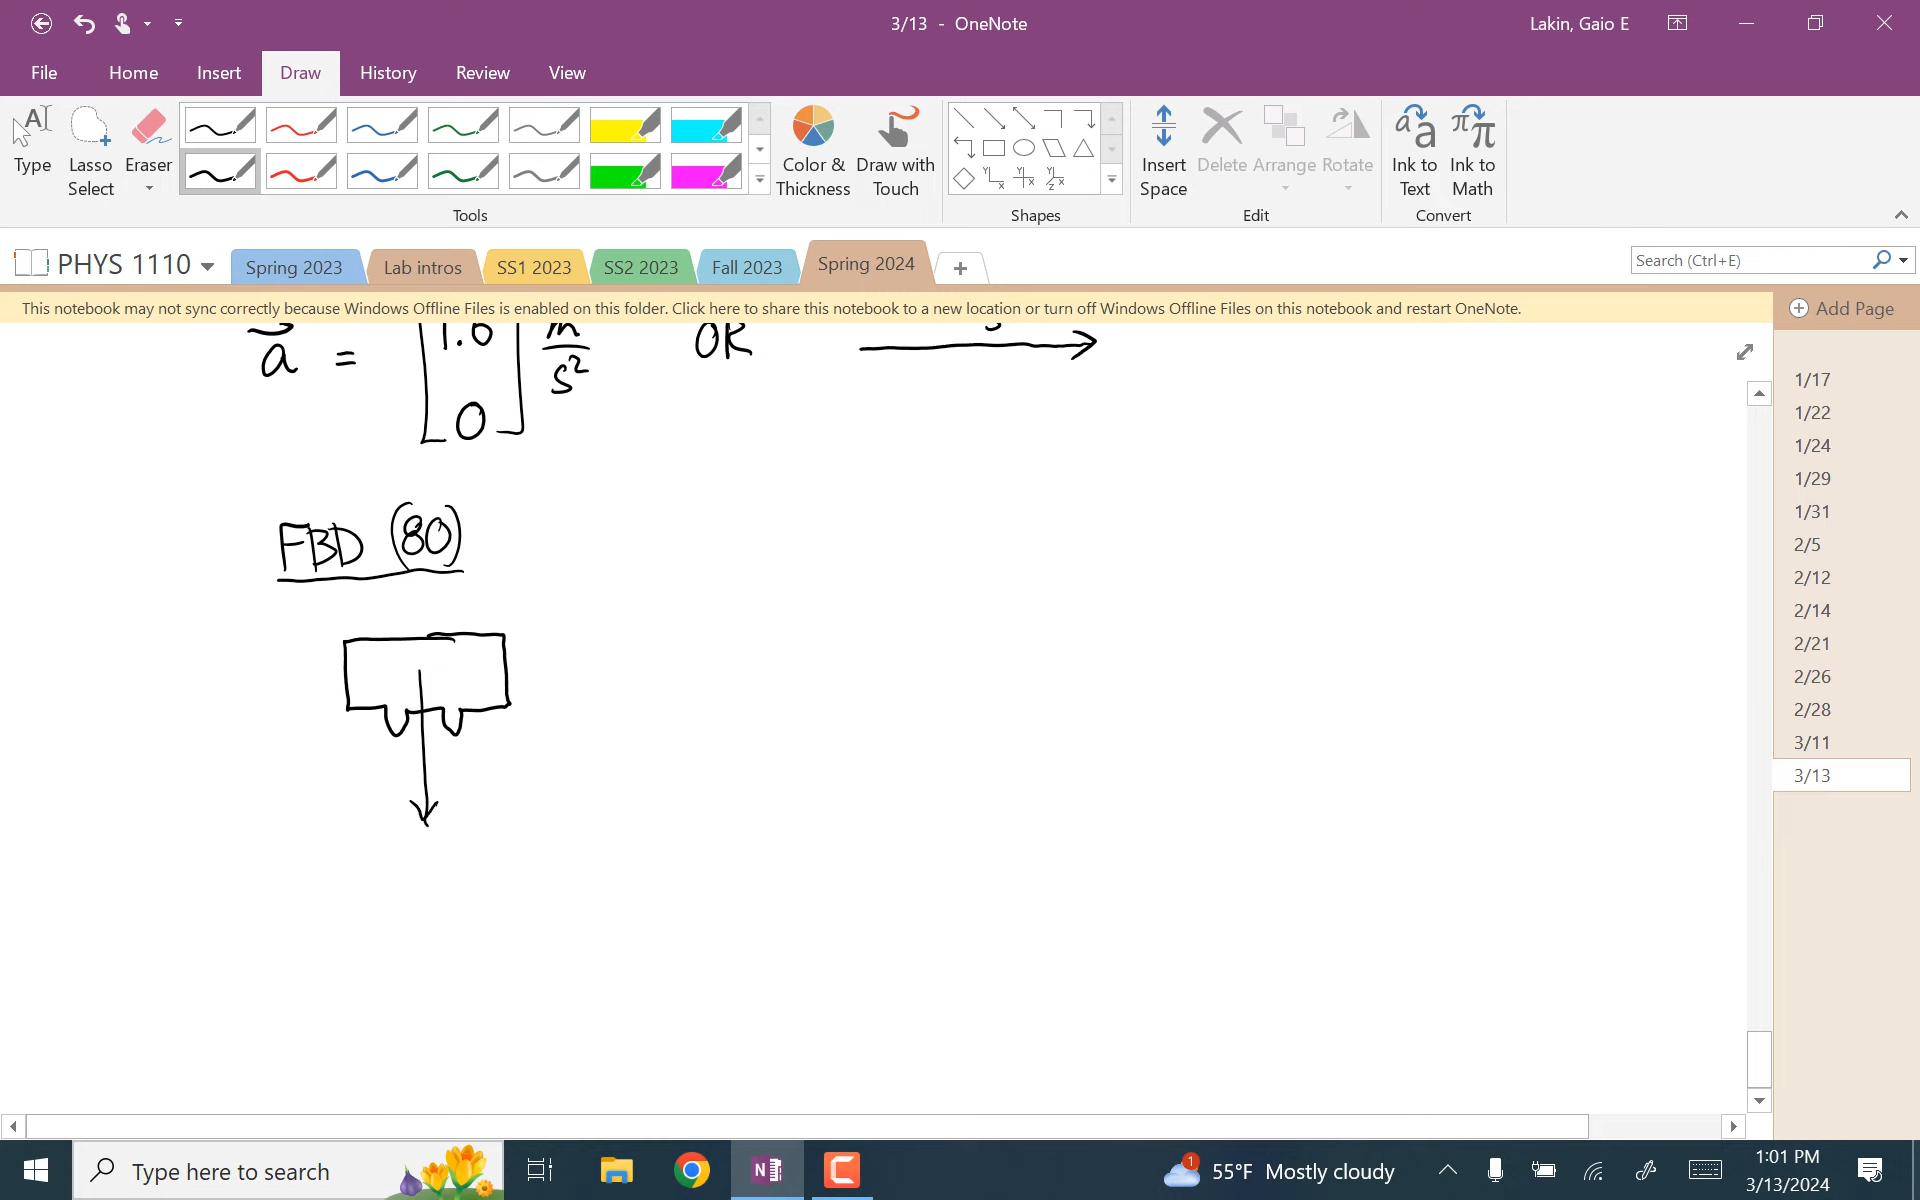 3/13 - OneNote
Lakin, Gaio E
File Home Insert Draw History Review View
Type
Lasso Select
Eraser
Color & Thickness
Draw with Touch
Insert Space
Delete
Arrange
Rotate
Ink to Text
Ink to Math
Tools Shapes Edit Convert
PHYS 1110
Spring 2023 Lab intros SS1 2023 SS2 2023 Fall 2023 Spring 2024 +
Search (Ctrl+E)
This notebook may not sync correctly because Windows Offline Files is enabled on this folder. Click here to share this notebook to a new location or turn off Windows Offline Files on this notebook and restart OneNote.
Add Page
1/17
1/22
1/24
1/29
1/31
2/5
2/12
2/14
2/21
2/26
2/28
3/11
3/13
a = [1.6 0] m/s² OR
FBD (80)
Type here to search
1
55°F Mostly cloudy
1:01 PM
3/13/2024